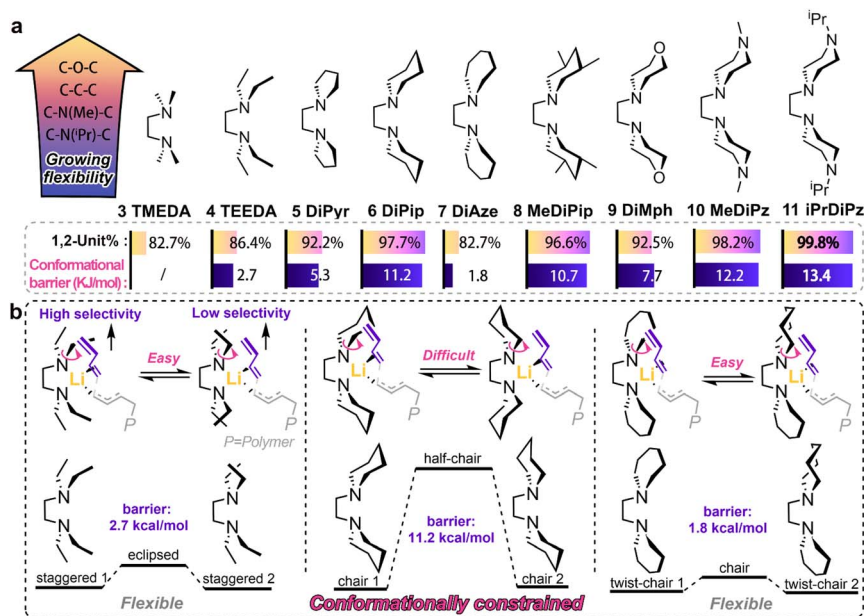 a
C-O-C
C-C-C
C-N(Me)-C
C-N(iPr)-C
Growing
flexibility
N
N
N
N
N
N
N
N
N
N
N
N
O
N
N
O
N
N
N
N
iPr
N
N
N
N
iPr
3 TMEDA 4 TEEDA 5 DiPyr 6 DiPip 7 DiAze 8 MeDiPip 9 DiMph 10 MeDiPz 11 iPrDiPz
1,2-Unit% : 82.7% 86.4% 92.2% 97.7% 82.7% 96.6% 92.5% 98.2% 99.8%
Conformational
barrier (KJ/mol) : / 2.7 5.3 11.2 1.8 10.7 7.7 12.2 13.4
b
High selectivity Low selectivity
Easy Difficult Easy
N Li N N Li N N Li N N Li N N Li N N Li N
P P P P P P
P=Polymer
half-chair
barrier:
2.7 kcal/mol
barrier:
11.2 kcal/mol
barrier:
1.8 kcal/mol
N N N N N N N N N N N N
staggered 1 eclipsed staggered 2 chair 1 chair 2 twist-chair 1 chair twist-chair 2
Flexible Conformationally constrained Flexible